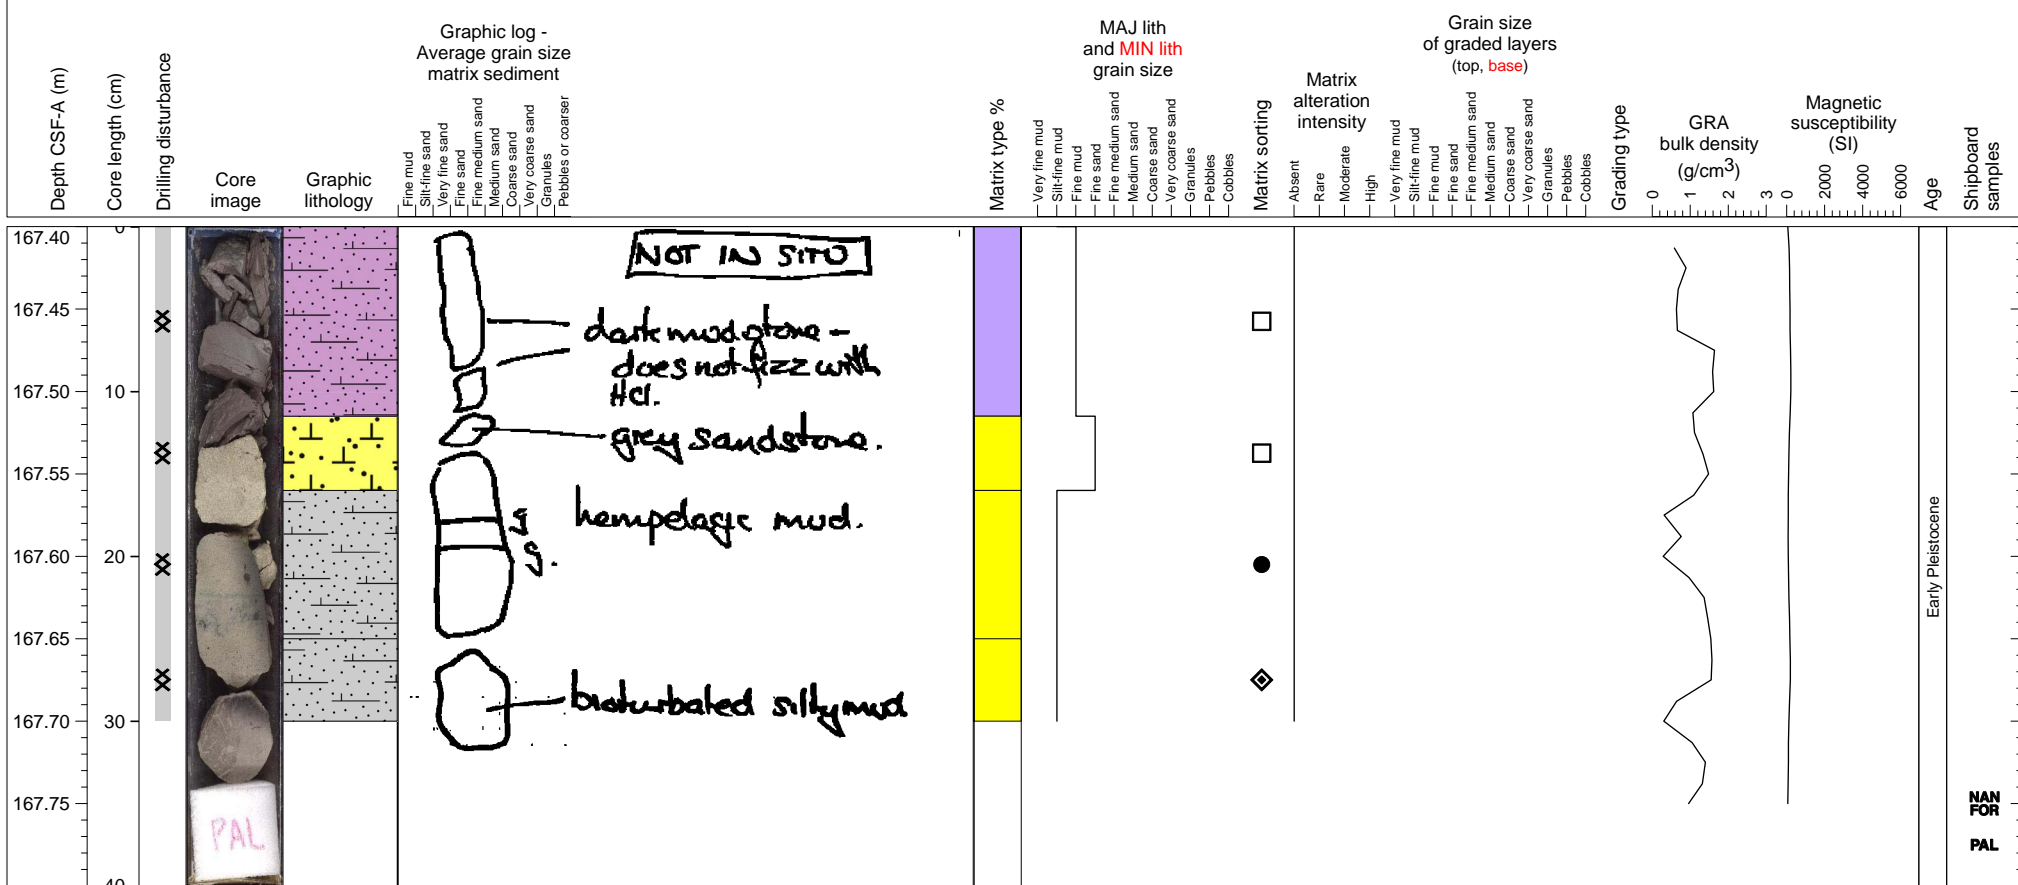 Depth CSF-A (m)
Core length (cm)
Drilling disturbance
Core
image
Graphic
lithology
Graphic log -
Average grain size
matrix sediment
Fine mud
Silt-fine sand
Very fine sand
Fine sand
Fine medium sand
Medium sand
Coarse sand
Very coarse sand
Granules
Pebbles or coarser
Matrix type %
MAJ lith
and MIN lith
grain size
Very fine mud
Silt-fine mud
Fine mud
Fine sand
Fine medium sand
Medium sand
Coarse sand
Very coarse sand
Granules
Pebbles
Cobbles
Matrix sorting
Matrix
alteration
intensity
Absent
Rare
Moderate
High
Grain size
of graded layers
(top, base)
Very fine mud
Silt-fine mud
Fine mud
Fine sand
Fine medium sand
Medium sand
Coarse sand
Very coarse sand
Granules
Pebbles
Cobbles
Grading type
GRA
bulk density
(g/cm3)
0 1 2 3
Magnetic
susceptibility
(SI)
0 2000 4000 6000
Age
Shipboard
samples
167.40
0
NOT IN SITU
167.45
dark mudstone -
does not fizz with
HCl.
167.50
10
grey sandstone.
167.55
hempelagic mud.
167.60
20
Early Pleistocene
167.65
bioturbated silty mud
167.70
30
167.75
PAL
NAN
FOR
PAL
40